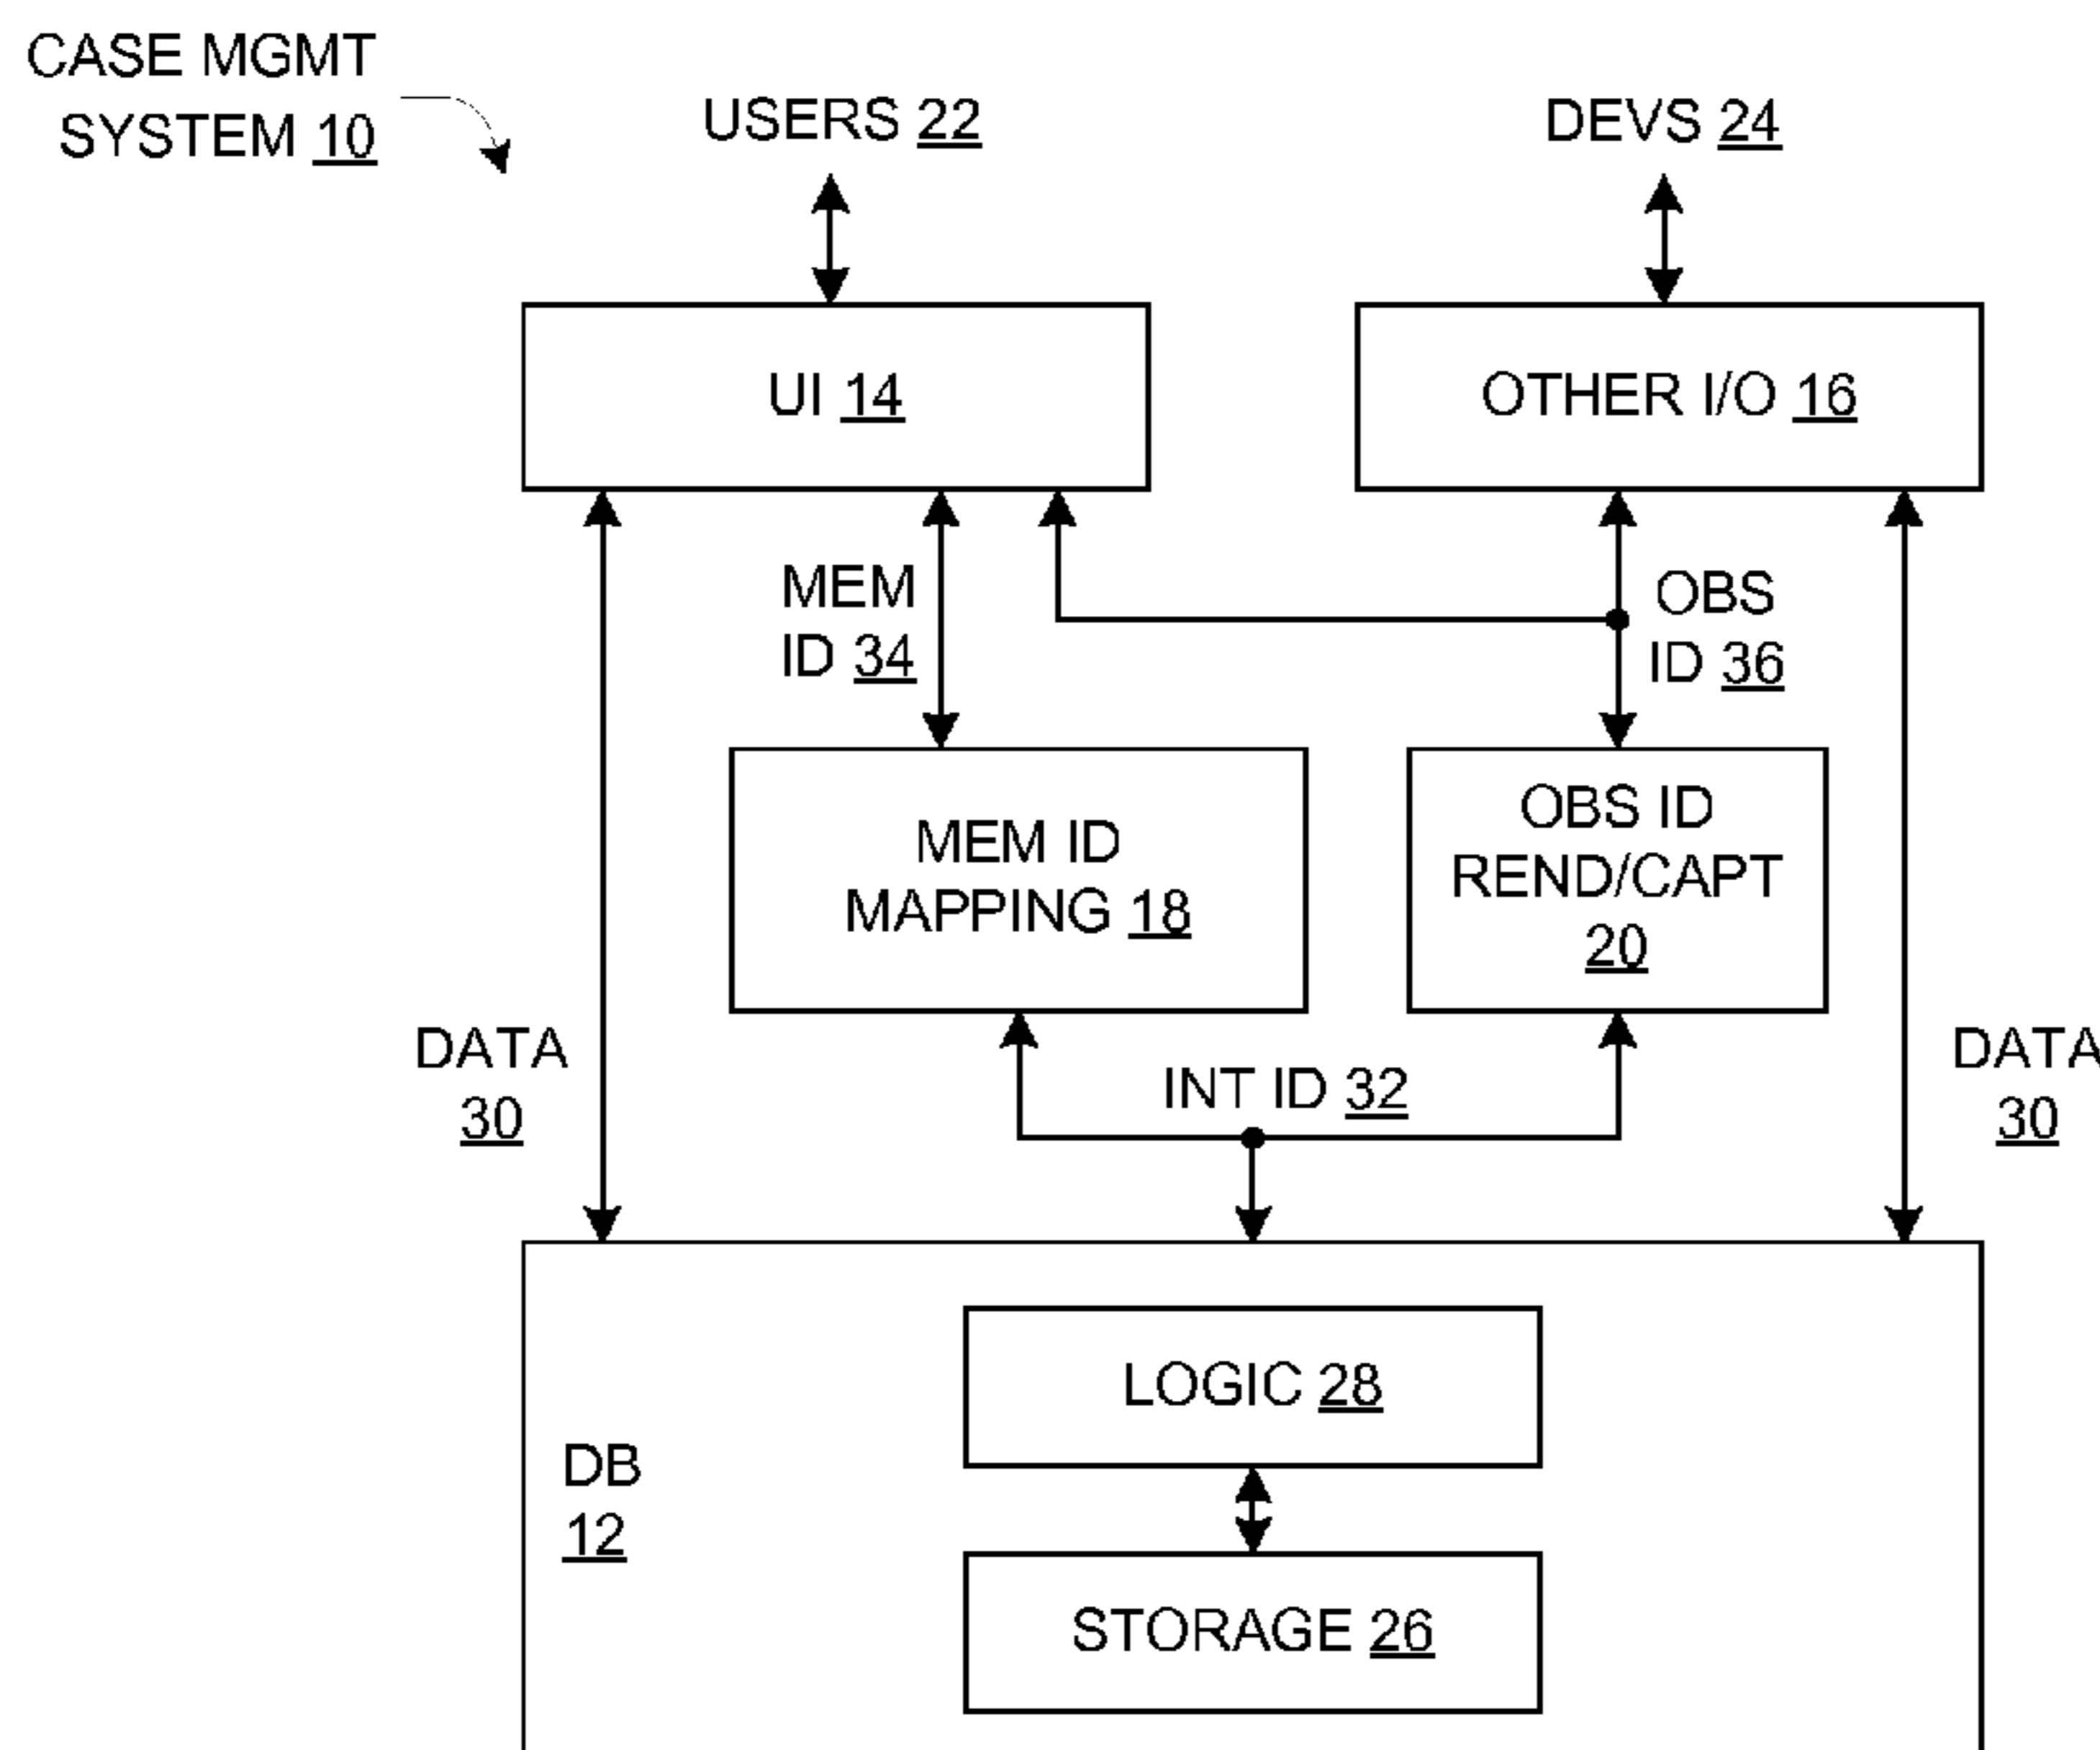 CASE MGMT
SYSTEM 10
USERS 22
DEVS 24
UI 14
OTHER I/O 16
MEM
ID 34
OBS
ID 36
MEM ID
MAPPING 18
OBS ID
REND/CAPT
20
DATA
30
INT ID 32
DATA
30
LOGIC 28
DB
12
STORAGE 26